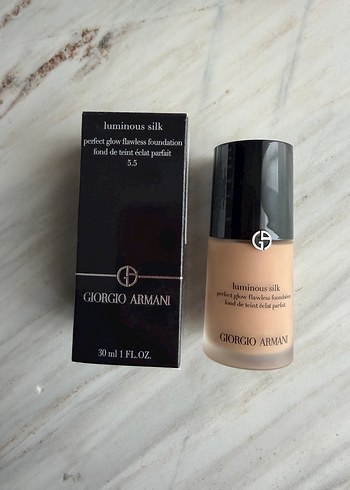 luminous silk
perfect glow flawless foundation
fond de teint éclat parfait
5.5
GIORGIO ARMANI
30 ml 1 FL.OZ.
luminous silk
perfect glow flawless foundation
fond de teint éclat parfait
GIORGIO ARMANI